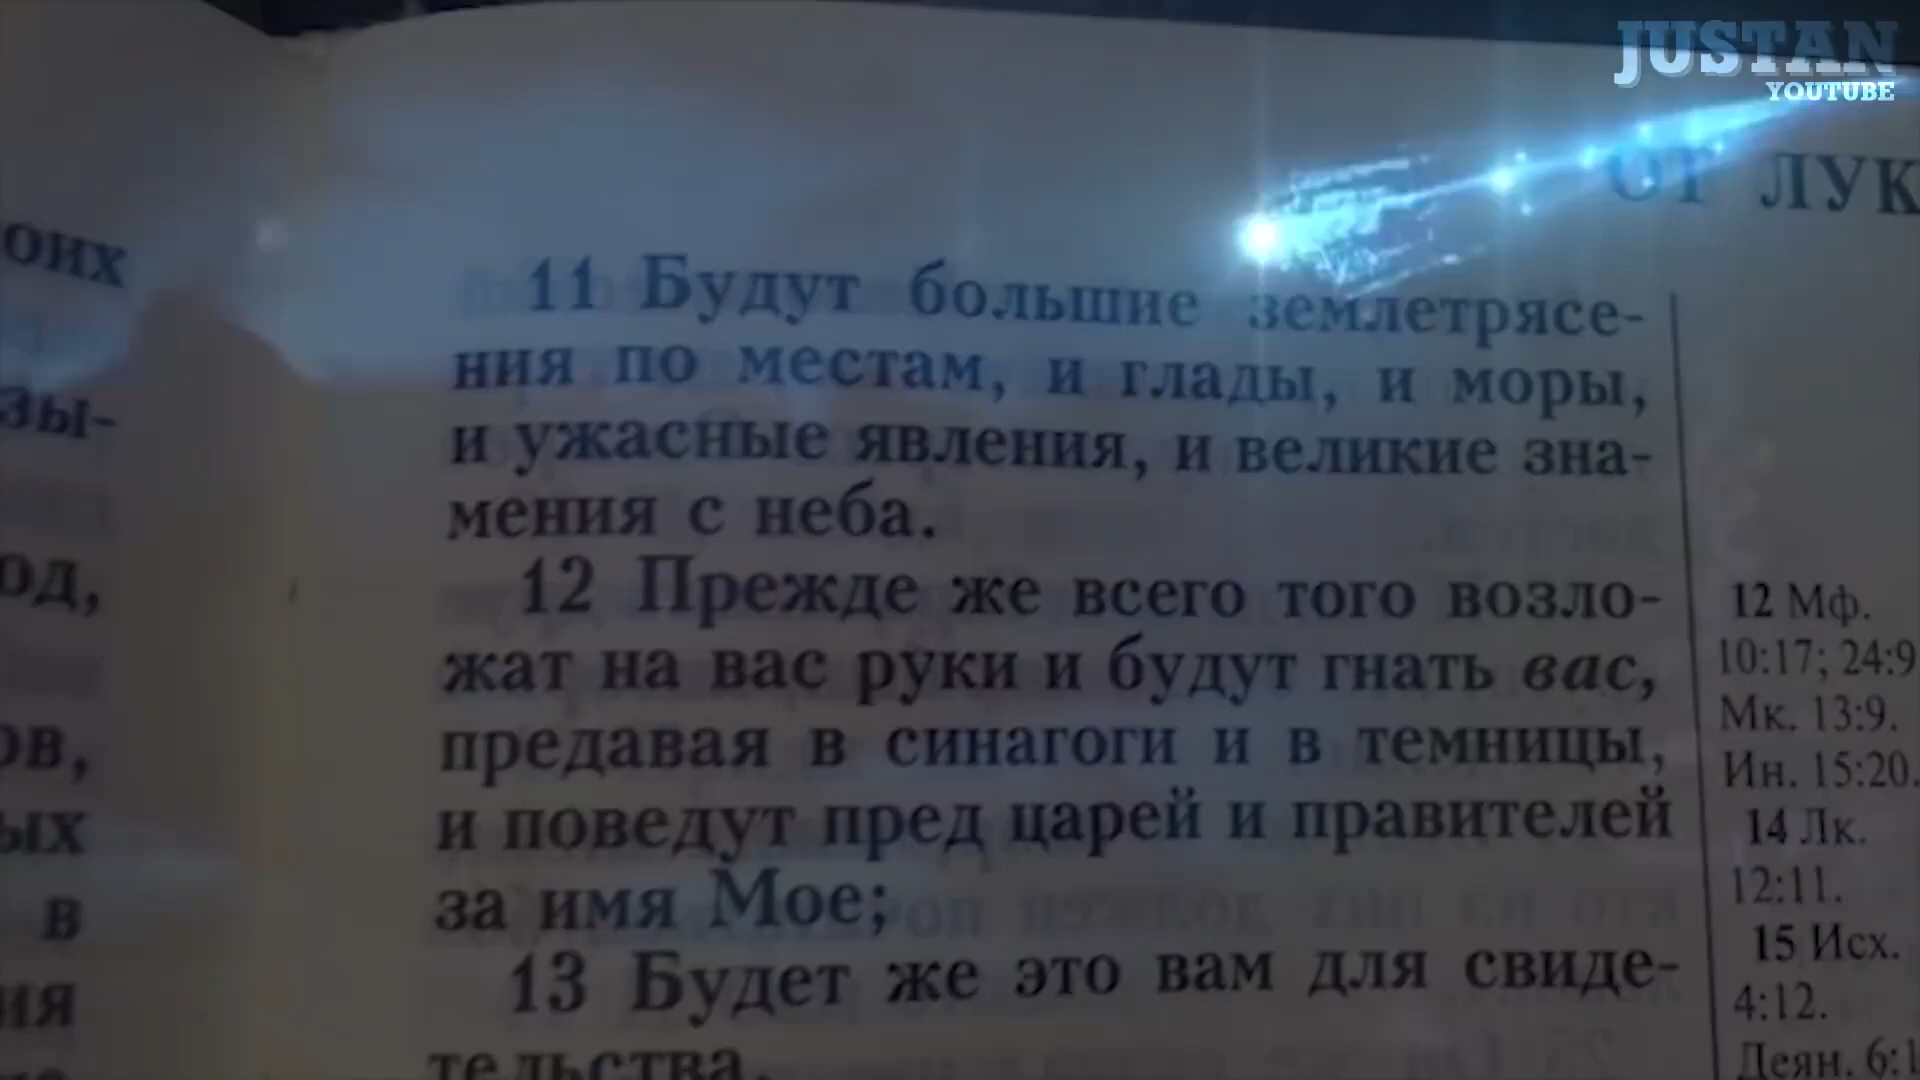 JUSTAN
YOUTUBE
ОТ ЛУК
оих
зы-
од,
ов,
ых
в
ия
11 Будут большие землетрясе-
ния по местам, и глады, и моры,
и ужасные явления, и великие зна-
мения с неба.
12 Прежде же всего того возло-
жат на вас руки и будут гнать вас,
предавая в синагоги и в темницы,
и поведут пред царей и правителей
за имя Мое;
13 Будет же это вам для свиде-
тельства.
12 Мф.
10:17; 24:9
Мк. 13:9.
Ин. 15:20.
14 Лк.
12:11.
15 Исх.
4:12.
Деян. 6:1